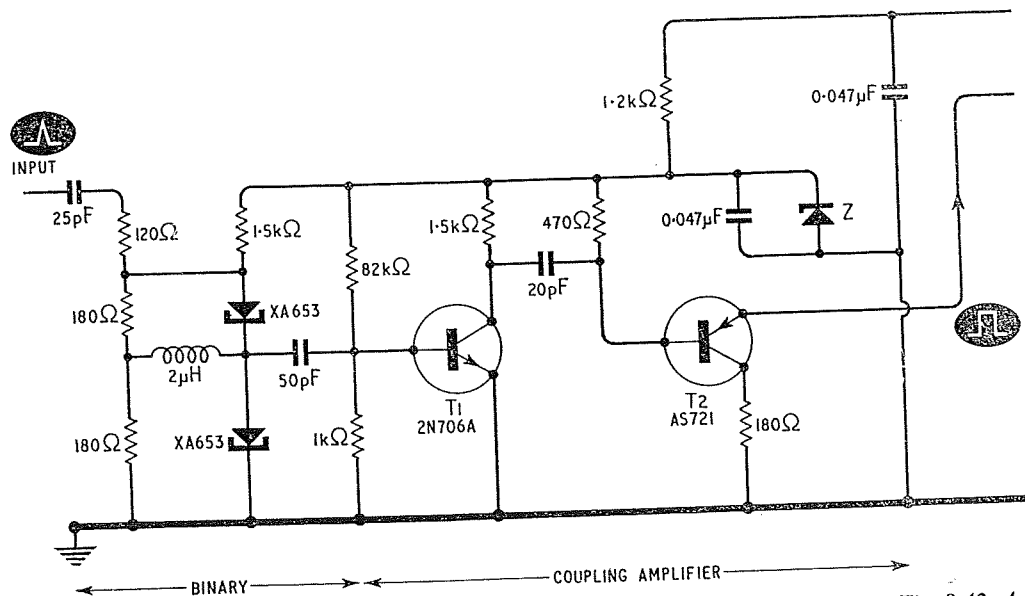 1·2kΩ
0·047μF
INPUT
25pF
120Ω
1·5kΩ
82kΩ
1·5kΩ
470Ω
0·047μF
Z
20pF
180Ω
XA653
2μH
50pF
T1
2N706A
T2
AS721
180Ω
XA653
1kΩ
180Ω
BINARY
COUPLING AMPLIFIER